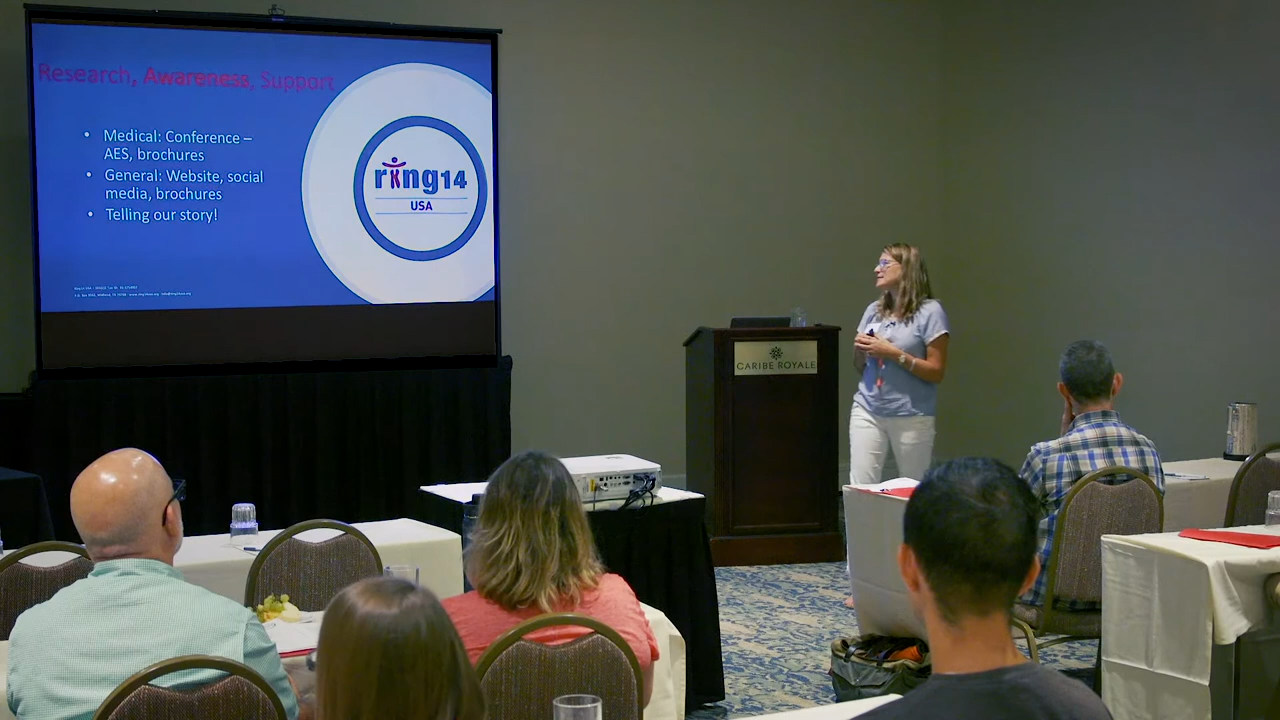 Research, Awareness, Support
• Medical: Conference –
AES, brochures
• General: Website, social
media, brochures
• Telling our story!
ring14
USA
CARIBE ROYALE